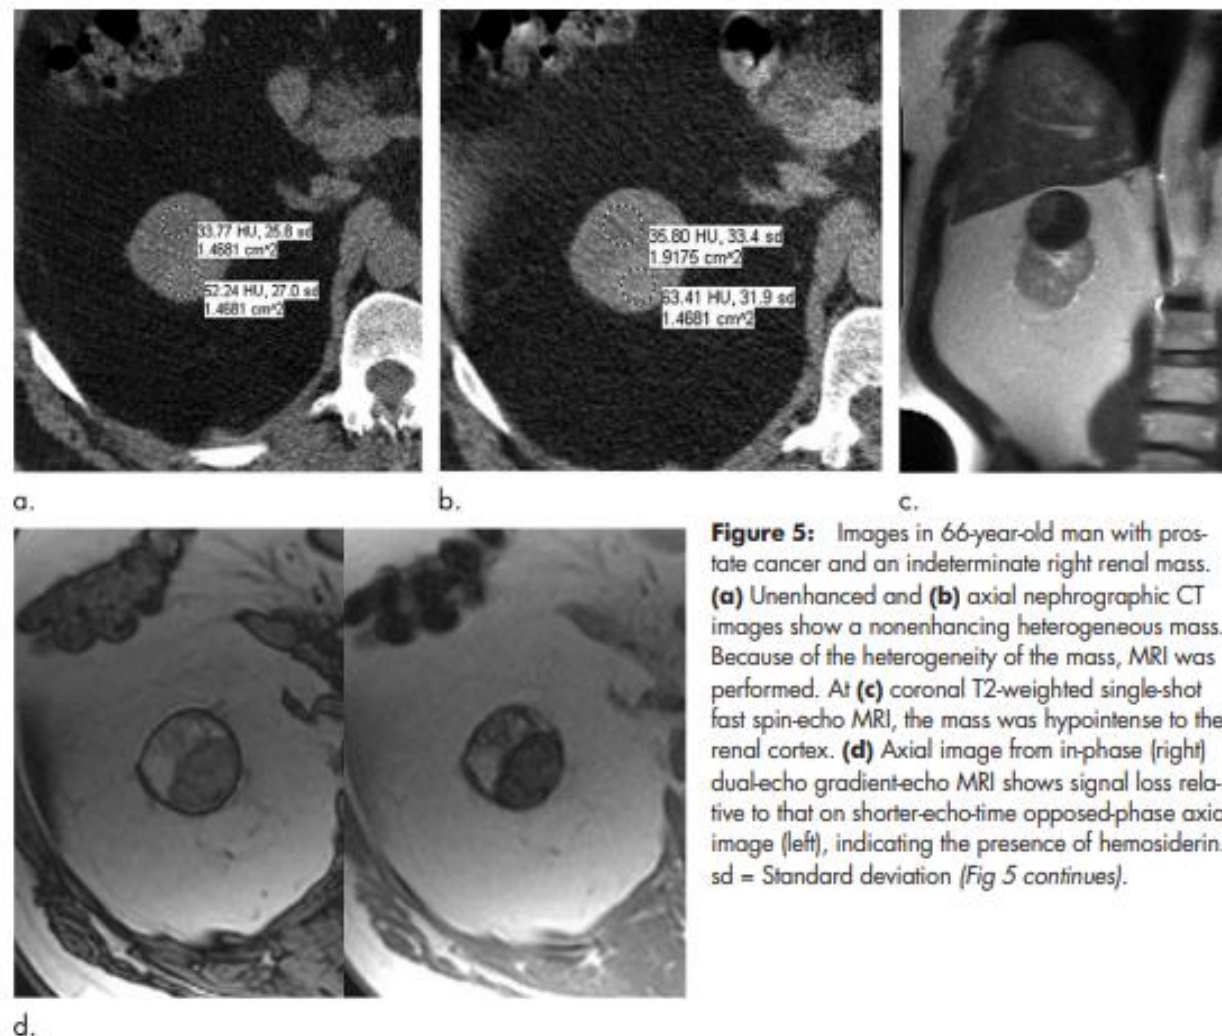 33.77 HU, 25.8 sd
1.4681 cm^2
52.24 HU, 27.0 sd
1.4681 cm^2
35.80 HU, 33.4 sd
1.9175 cm^2
53.41 HU, 31.9 sd
1.4681 cm^2
a.
b.
c.
Figure 5: Images in 66-year-old man with pros-
tate cancer and an indeterminate right renal mass.
(a) Unenhanced and (b) axial nephrographic CT
images show a nonenhancing heterogeneous mass.
Because of the heterogeneity of the mass, MRI was
performed. At (c) coronal T2-weighted single-shot
fast spin-echo MRI, the mass was hypointense to the
renal cortex. (d) Axial image from in-phase (right)
dual-echo gradient-echo MRI shows signal loss rela-
tive to that on shorter-echo-time opposed-phase axia
image (left), indicating the presence of hemosiderin.
sd = Standard deviation (Fig 5 continues).
d.